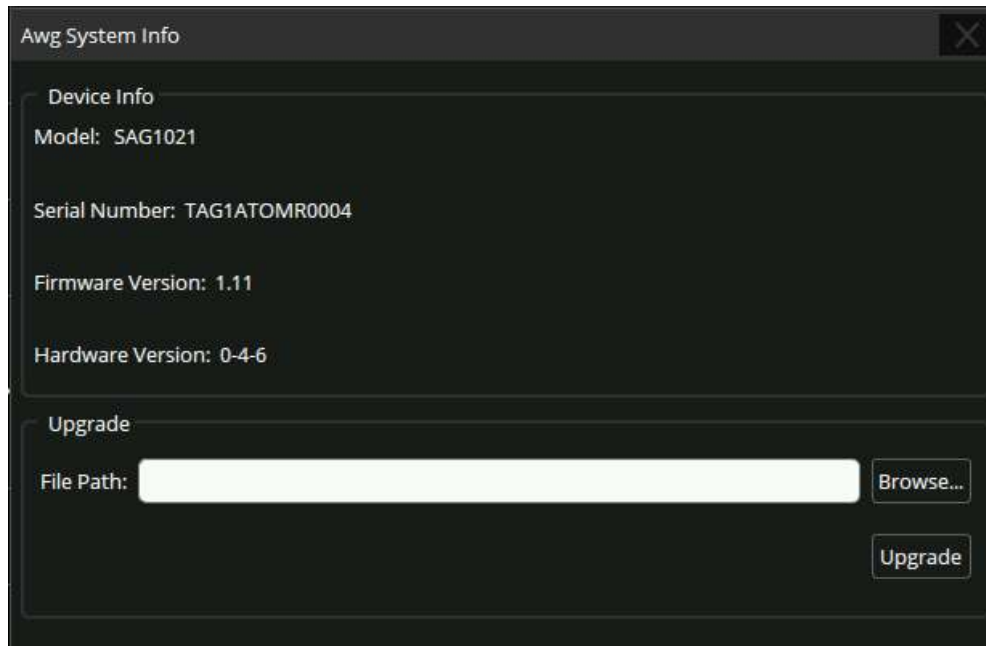 Awg System Info
Device Info
Model: SAG1021
Serial Number: TAG1ATOMR0004
Firmware Version: 1.11
Hardware Version: 0-4-6
Upgrade
File Path: Browse...
Upgrade